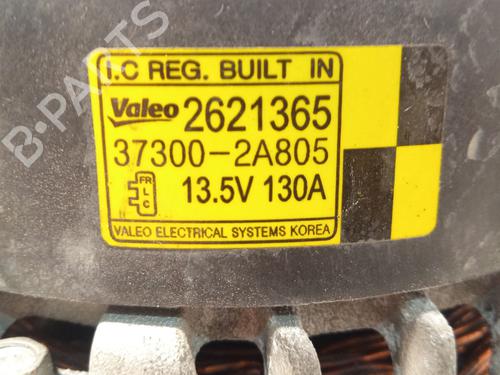 I.C REG. BUILT IN
Valeo 2621365
37300-2A805
FR
L
C
13.5V 130A
VALEO ELECTRICAL SYSTEMS KOREA
B-PARTS